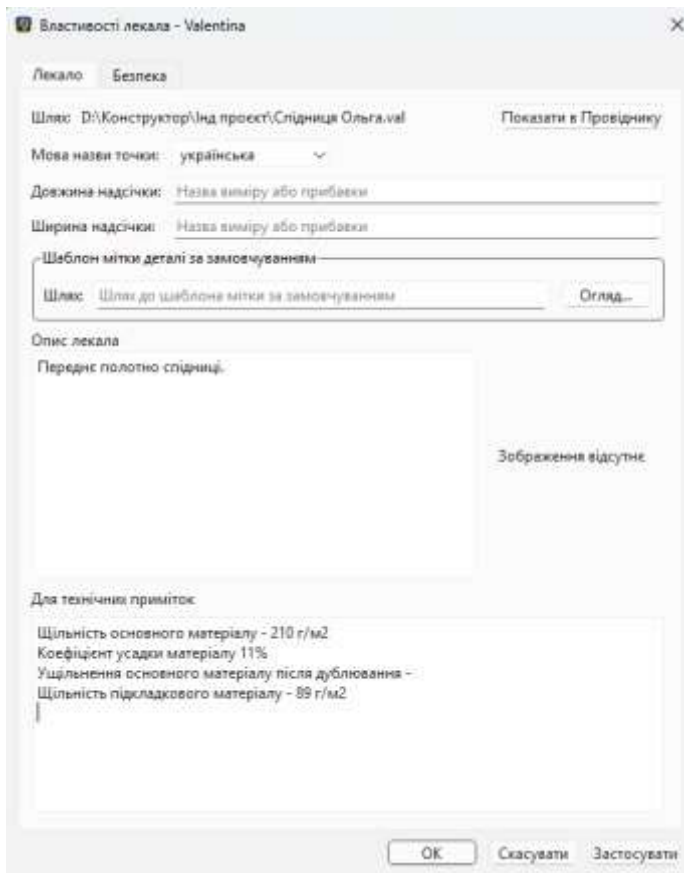 Властивості лекала - Valentina
Лекало Безпека
Шлях: D:\Конструктор\Інд проєкт\Спідниця Ольга.val Показати в Провіднику
Мова назви точки: українська
Довжина надсічки: Назва виміру або прибавки
Ширина надсічки: Назва виміру або прибавки
Шаблон мітки деталі за замовчуванням
Шлях: Шлях до шаблона мітки за замовчуванням Огляд...
Опис лекала
Переднє полотно спідниці.
Зображення відсутнє
Для технічних приміток
Щільність основного матеріалу - 210 г/м2
Коефіцієнт усадки матеріалу 11%
Ущільнення основного матеріалу після дублювання -
Щільність підкладкового матеріалу - 89 г/м2
OK Скасувати Застосувати